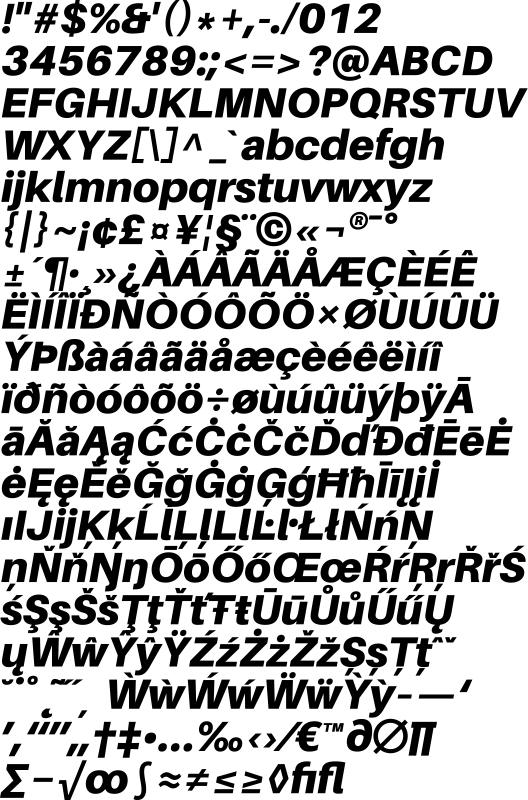 !"#$%&'()*+,-./012
3456789:;<=>?@ABCD
EFGHIJKLMNOPQRSTUV
WXYZ[\]^_`abcdefgh
ijklmnopqrstuvwxyz
{|}~¡¢£¤¥¦§¨©«¬®¯°
±´¶·¸»¿ÀÁÂÃÄÅÆÇÈÉÊ
ËÌÍÎÏÐÑÒÓÔÕÖ×ØÙÚÛÜ
ÝÞßàáâãäåæçèéêëìíî
ïðñòóôõö÷øùúûüýþÿĀ
āĂăĄąĆćĊċČčĎďĐđĒēĖ
ėĘęĚěĞğĠġĢģĦħĪīĮįİ
ıIJijĶķĹĺĻļĽľĿŀŁłŃńŅ
ņŇňŊŋŌōŐőŒœŔŕŖŗŘřŚ
śŞşŠšŢţŤťŦŧŪūŮůŰűŲ
ųŴŵŶŷŸŹźŻżŽžȘșȚțˆˇ
˘˙˚˛˜˝ẀẁẂẃẄẅỲỳ–—‘
’‚“”„†‡•…‰‹›⁄€™∂∅∏
∑−√∞∫≈≠≤≥◊ﬁﬂ